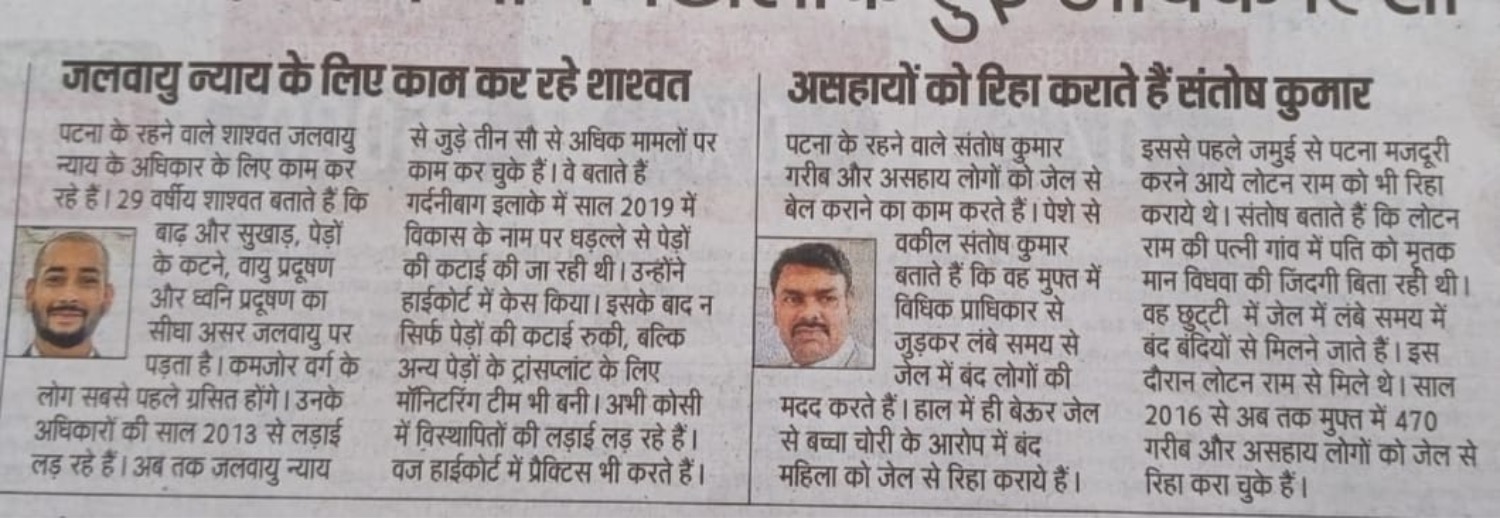 जलवायु न्याय के लिए काम कर रहे शाश्वत
पटना के रहने वाले शाश्वत जलवायु
न्याय के अधिकार के लिए काम कर
रहे हैं। 29 वर्षीय शाश्वत बताते हैं कि
बाढ़ और सुखाड़, पेड़ों
के कटने, वायु प्रदूषण
और ध्वनि प्रदूषण का
सीधा असर जलवायु पर
पड़ता है। कमजोर वर्ग के
लोग सबसे पहले ग्रसित होंगे। उनके
अधिकारों की साल 2013 से लड़ाई
लड़ रहे हैं। अब तक जलवायु न्याय
से जुड़े तीन सौ से अधिक मामलों पर
काम कर चुके हैं। वे बताते हैं
गर्दनीबाग इलाके में साल 2019 में
विकास के नाम पर धड़ल्ले से पेड़ों
की कटाई की जा रही थी। उन्होंने
हाईकोर्ट में केस किया। इसके बाद न
सिर्फ पेड़ों की कटाई रुकी, बल्कि
अन्य पेड़ों के ट्रांसप्लांट के लिए
मॉनिटरिंग टीम भी बनी। अभी कोसी
में विस्थापितों की लड़ाई लड़ रहे हैं।
वज हाईकोर्ट में प्रैक्टिस भी करते हैं।
असहायों को रिहा कराते हैं संतोष कुमार
पटना के रहने वाले संतोष कुमार
गरीब और असहाय लोगों को जेल से
बेल कराने का काम करते हैं। पेशे से
वकील संतोष कुमार
बताते हैं कि वह मुफ्त में
विधिक प्राधिकार से
जुड़कर लंबे समय से
जेल में बंद लोगों की
मदद करते हैं। हाल में ही बेऊर जेल
से बच्चा चोरी के आरोप में बंद
महिला को जेल से रिहा कराये हैं।
इससे पहले जमुई से पटना मजदूरी
करने आये लोटन राम को भी रिहा
कराये थे। संतोष बताते हैं कि लोटन
राम की पत्नी गांव में पति को मृतक
मान विधवा की जिंदगी बिता रही थी।
वह छुट्टी में जेल में लंबे समय में
बंद बंदियों से मिलने जाते हैं। इस
दौरान लोटन राम से मिले थे। साल
2016 से अब तक मुफ्त में 470
गरीब और असहाय लोगों को जेल से
रिहा करा चुके हैं।